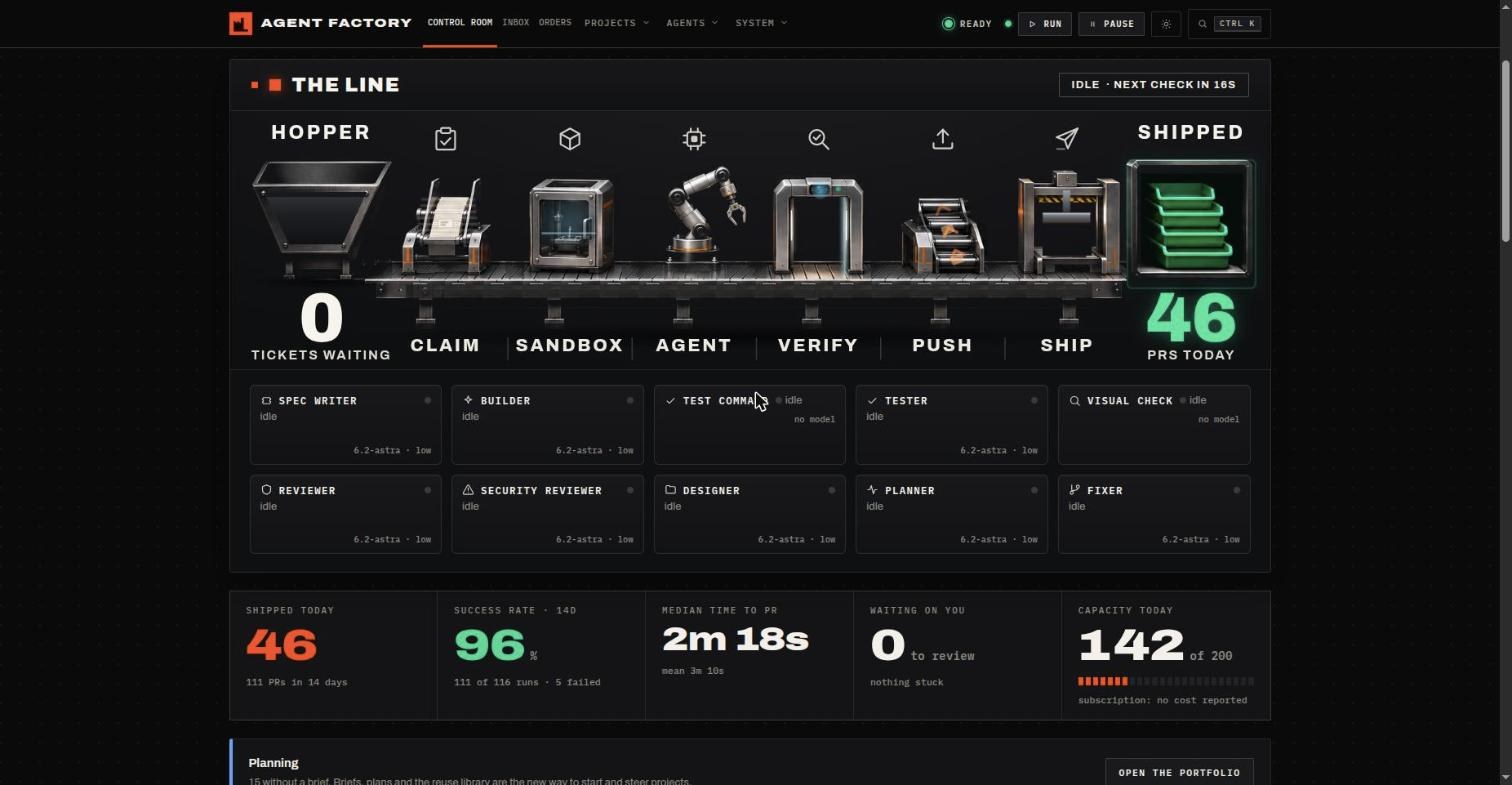 AGENT FACTORY
CONTROL ROOM INBOX ORDERS PROJECTS AGENTS SYSTEM
READY RUN PAUSE CTRL K
THE LINE
IDLE · NEXT CHECK IN 16S
HOPPER
SHIPPED
0
TICKETS WAITING
CLAIM SANDBOX AGENT VERIFY PUSH SHIP
46
PRS TODAY
SPEC WRITER
idle
6.2-astra · low
BUILDER
idle
6.2-astra · low
TEST idle
no model
TESTER
idle
6.2-astra · low
VISUAL CHECK idle
no model
REVIEWER
idle
6.2-astra · low
SECURITY REVIEWER
idle
6.2-astra · low
DESIGNER
idle
6.2-astra · low
PLANNER
idle
6.2-astra · low
FIXER
idle
6.2-astra · low
SHIPPED TODAY
46
111 PRs in 14 days
SUCCESS RATE · 14D
96 %
111 of 116 runs · 5 failed
MEDIAN TIME TO PR
2m 18s
mean 3m 10s
WAITING ON YOU
0 to review
nothing stuck
CAPACITY TODAY
142 of 200
subscription: no cost reported
Planning
15 without a brief. Briefs, plans and the reuse library are the new way to start and steer projects.
OPEN THE PORTFOLIO